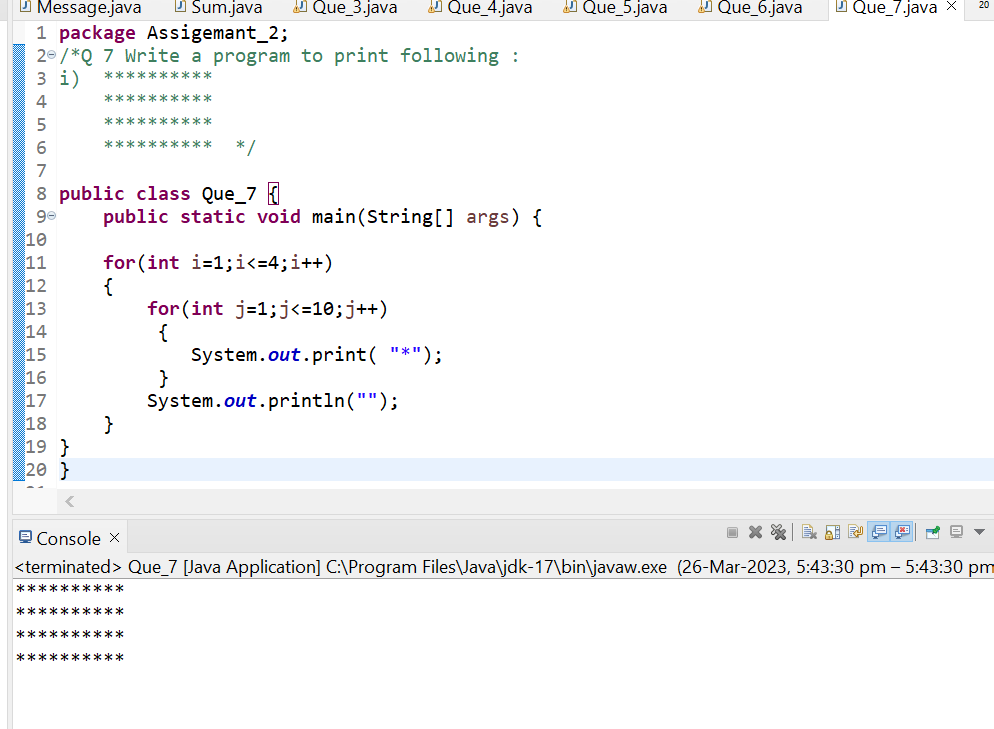 Message.java Sum.java Que_3.java Que_4.java Que_5.java Que_6.java Que_7.java 20
1 package Assigemant_2;
2 /*Q 7 Write a program to print following :
3 i)  **********
4     **********
5     **********
6     **********  */
7
8 public class Que_7 {
9     public static void main(String[] args) {
10
11     for(int i=1;i<=4;i++)
12     {
13         for(int j=1;j<=10;j++)
14          {
15             System.out.print( "*");
16          }
17         System.out.println("");
18     }
19 }
20 }
Console
<terminated> Que_7 [Java Application] C:\Program Files\Java\jdk-17\bin\javaw.exe  (26-Mar-2023, 5:43:30 pm – 5:43:30 pm
**********
**********
**********
**********